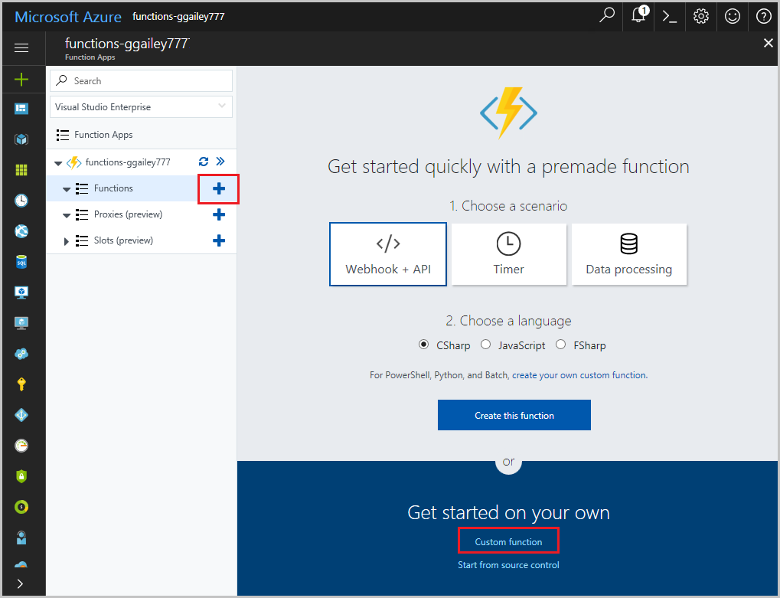 Microsoft Azure functions-ggailey777
1
functions-ggailey777
Function Apps
Search
Visual Studio Enterprise
Function Apps
functions-ggailey777
Functions
Proxies (preview)
Slots (preview)
Get started quickly with a premade function
1. Choose a scenario
Webhook + API
Timer
Data processing
2. Choose a language
CSharp JavaScript FSharp
For PowerShell, Python, and Batch, create your own custom function.
Create this function
or
Get started on your own
Custom function
Start from source control